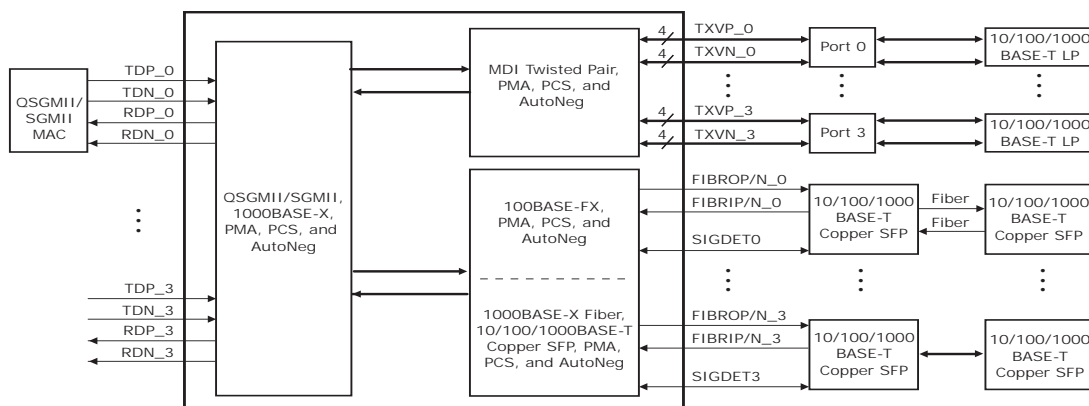 QSGMII/
SGMII
MAC
TDP_0
TDN_0
RDP_0
RDN_0
TDP_3
TDN_3
RDP_3
RDN_3
QSGMII/SGMII,
1000BASE-X,
PMA, PCS, and
AutoNeg
MDI Twisted Pair,
PMA, PCS, and
AutoNeg
100BASE-FX,
PMA, PCS, and
AutoNeg
1000BASE-X Fiber,
10/100/1000BASE-T
Copper SFP, PMA,
PCS, and AutoNeg
4 TXVP_0
4 TXVN_0
4 TXVP_3
4 TXVN_3
Port 0
Port 3
10/100/1000
BASE-T LP
10/100/1000
BASE-T LP
FIBROP/N_0
FIBRIP/N_0
SIGDET0
10/100/1000
BASE-T
Copper SFP
Fiber
Fiber
10/100/1000
BASE-T
Copper SFP
FIBROP/N_3
FIBRIP/N_3
SIGDET3
10/100/1000
BASE-T
Copper SFP
10/100/1000
BASE-T
Copper SFP